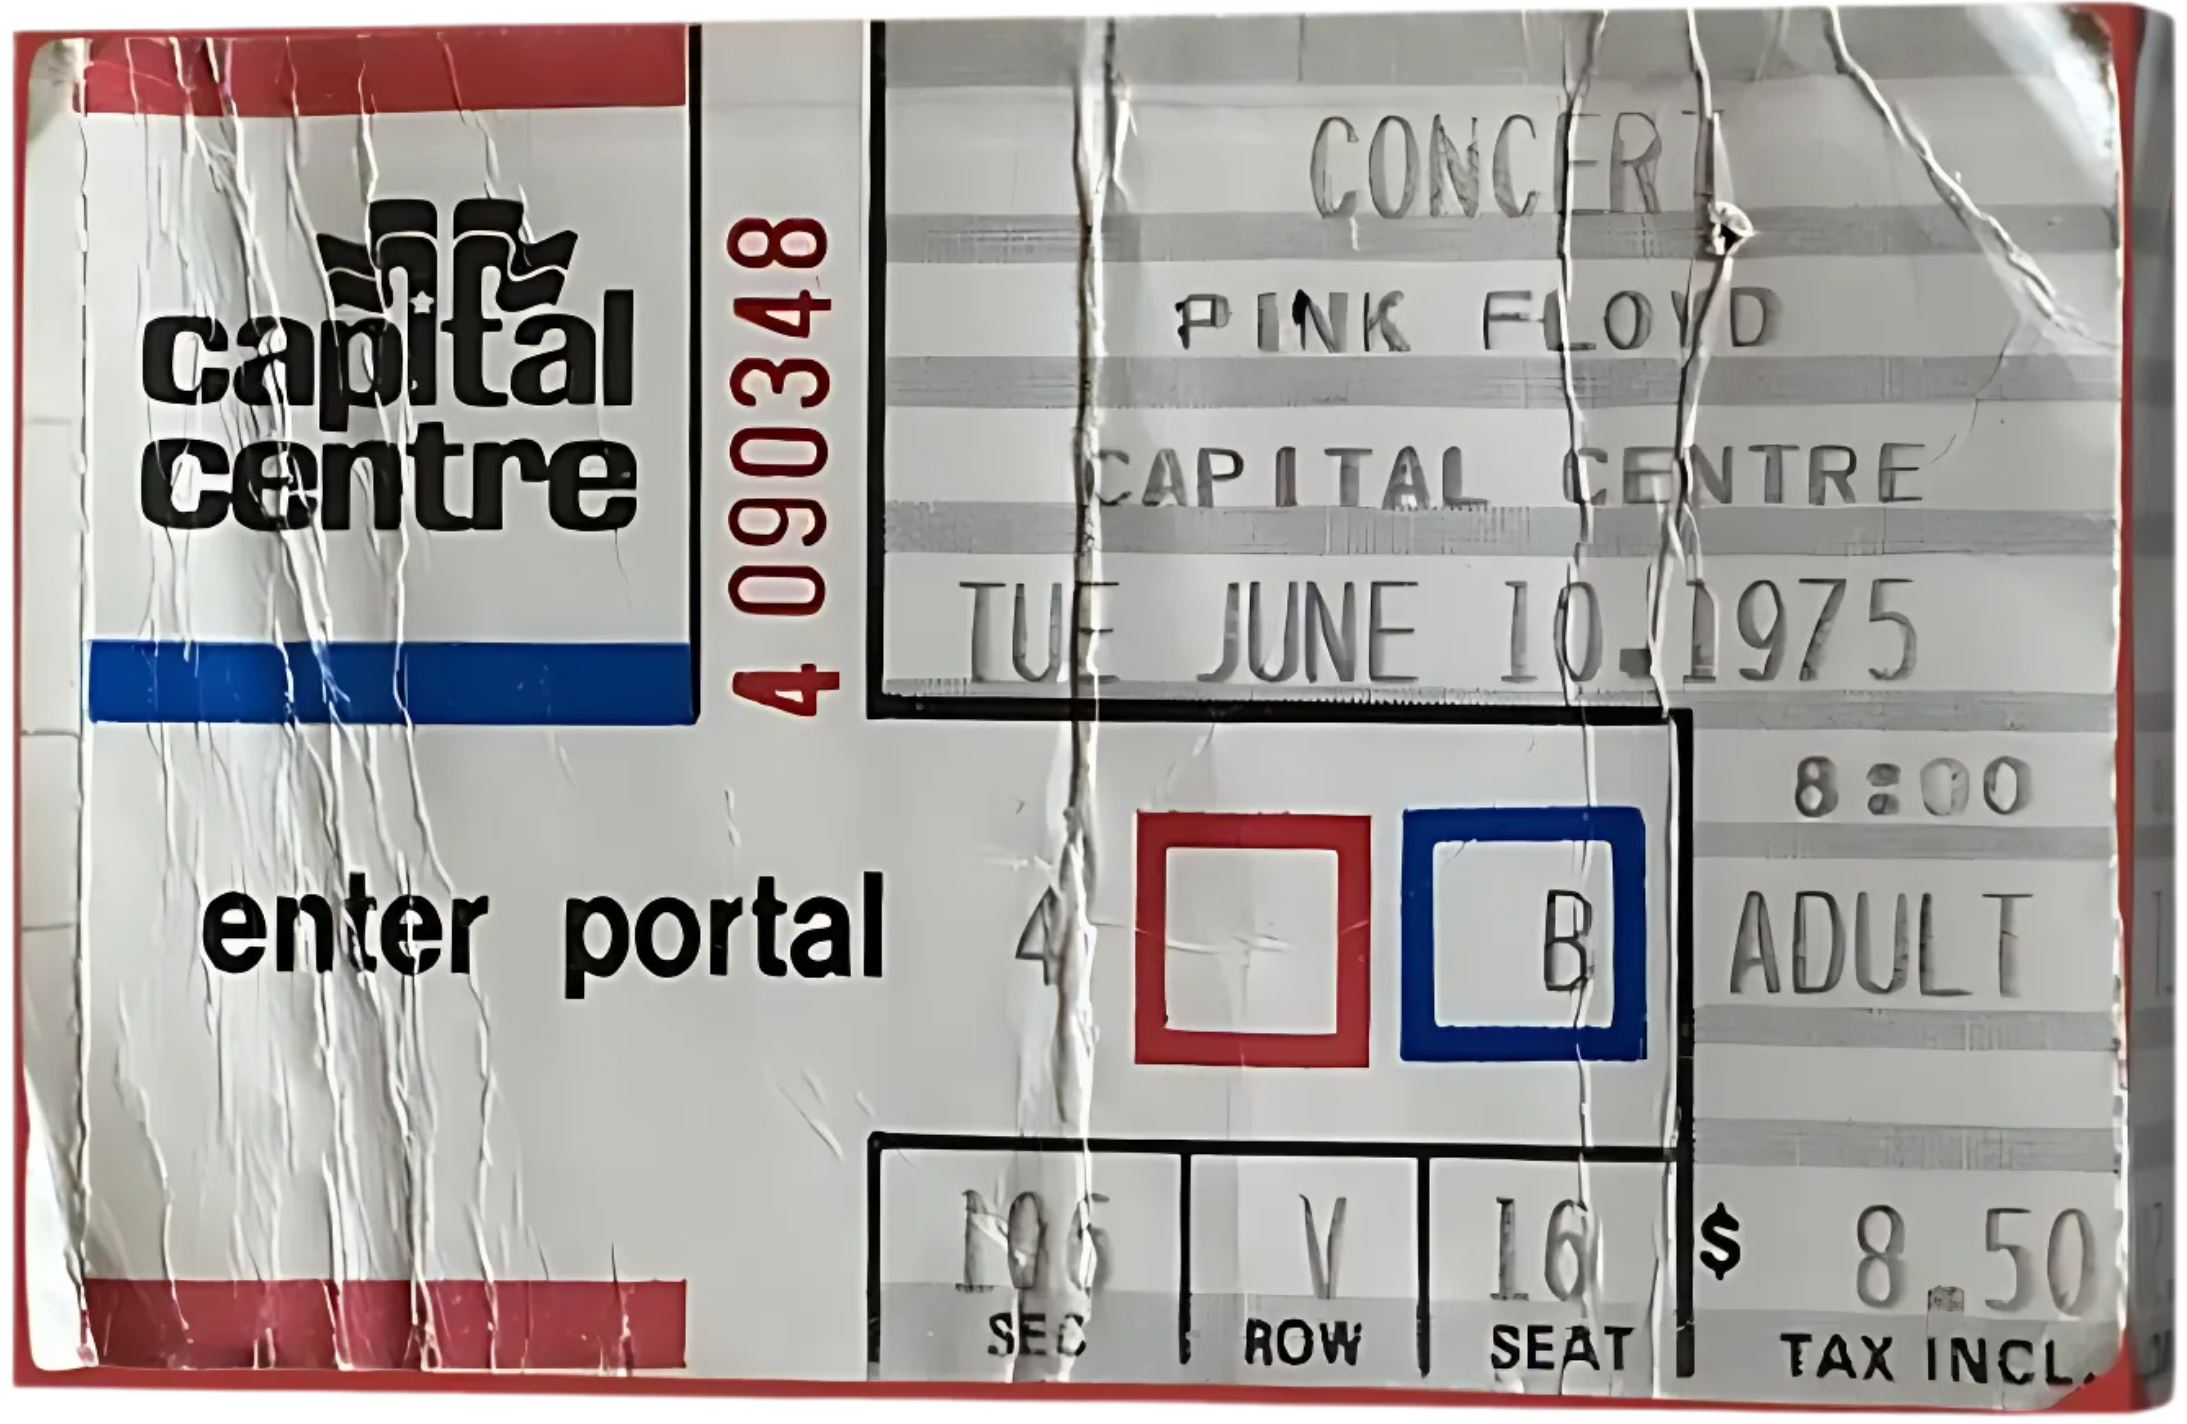 capital
centre
4 090348
CONCERT
PINK FLOYD
CAPITAL CENTRE
TUE JUNE 10.1975
8:00
enter portal 4 B ADULT
106 V 16 $ 8.50
SEC ROW SEAT TAX INCL.